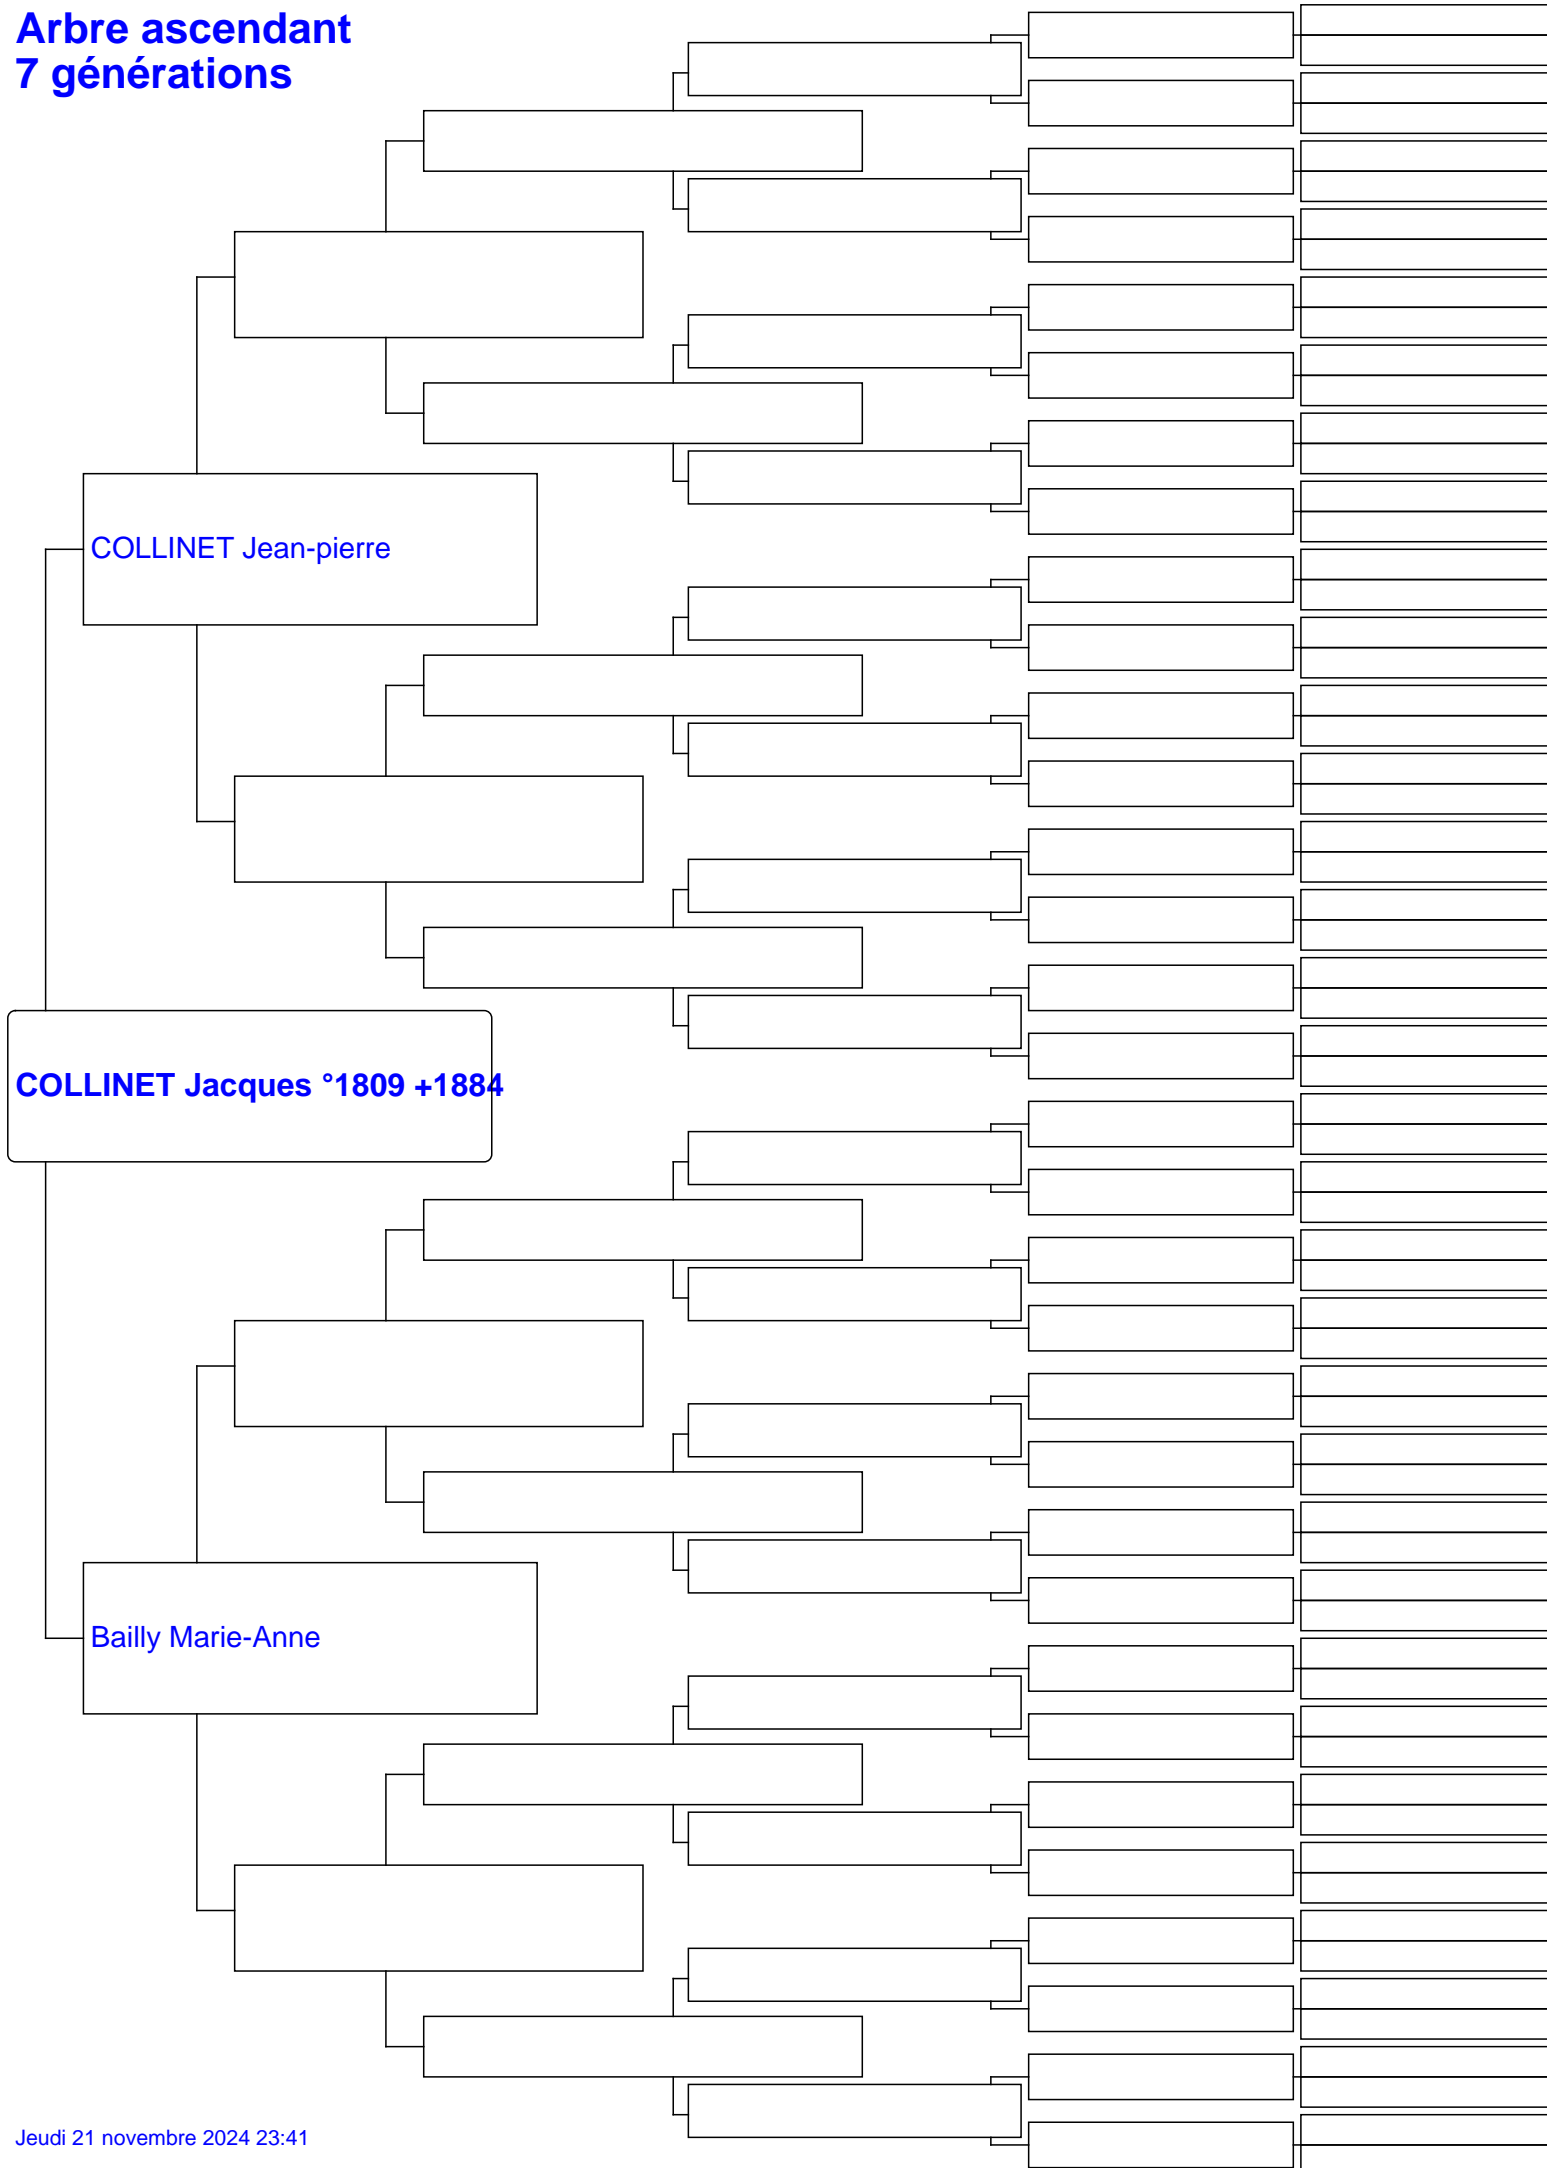 Arbre ascendant
7 générations
COLLINET Jean-pierre
COLLINET Jacques °1809 +1884
Bailly Marie-Anne
Jeudi 21 novembre 2024 23:41